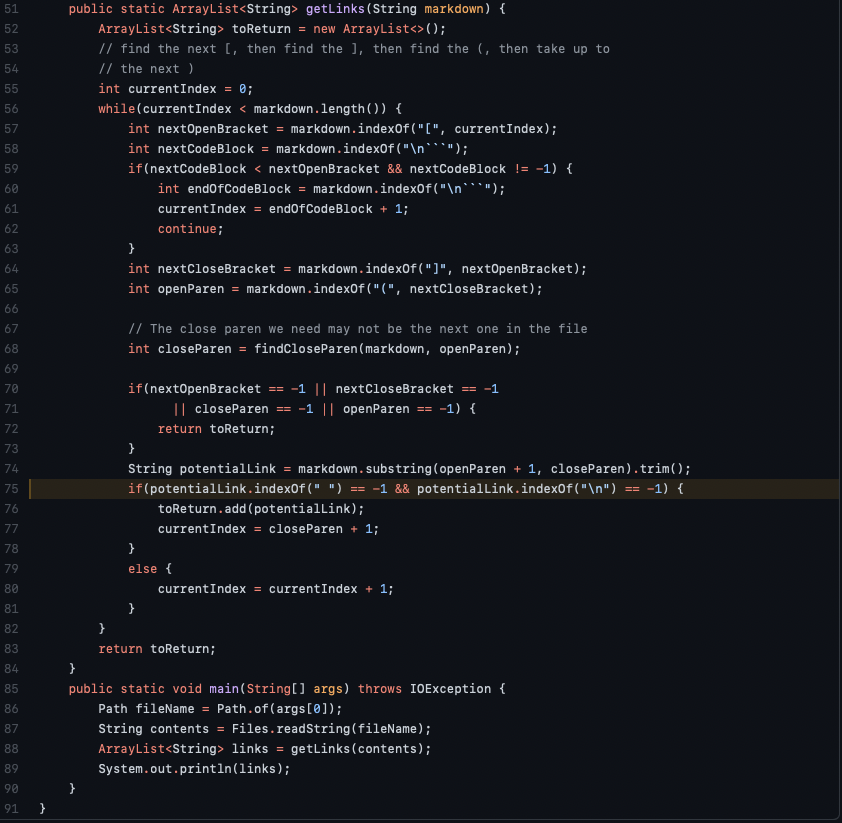 51 public static ArrayList<String> getLinks(String markdown) {
52 ArrayList<String> toReturn = new ArrayList<>();
53 // find the next [, then find the ], then find the (, then take up to
54 // the next )
55 int currentIndex = 0;
56 while(currentIndex < markdown.length()) {
57 int nextOpenBracket = markdown.indexOf("[", currentIndex);
58 int nextCodeBlock = markdown.indexOf("\n```");
59 if(nextCodeBlock < nextOpenBracket && nextCodeBlock != -1) {
60 int endOfCodeBlock = markdown.indexOf("\n```");
61 currentIndex = endOfCodeBlock + 1;
62 continue;
63 }
64 int nextCloseBracket = markdown.indexOf("]", nextOpenBracket);
65 int openParen = markdown.indexOf("(", nextCloseBracket);
66
67 // The close paren we need may not be the next one in the file
68 int closeParen = findCloseParen(markdown, openParen);
69
70 if(nextOpenBracket == -1 || nextCloseBracket == -1
71 || closeParen == -1 || openParen == -1) {
72 return toReturn;
73 }
74 String potentialLink = markdown.substring(openParen + 1, closeParen).trim();
75 if(potentialLink.indexOf(" ") == -1 && potentialLink.indexOf("\n") == -1) {
76 toReturn.add(potentialLink);
77 currentIndex = closeParen + 1;
78 }
79 else {
80 currentIndex = currentIndex + 1;
81 }
82 }
83 return toReturn;
84 }
85 public static void main(String[] args) throws IOException {
86 Path fileName = Path.of(args[0]);
87 String contents = Files.readString(fileName);
88 ArrayList<String> links = getLinks(contents);
89 System.out.println(links);
90 }
91 }